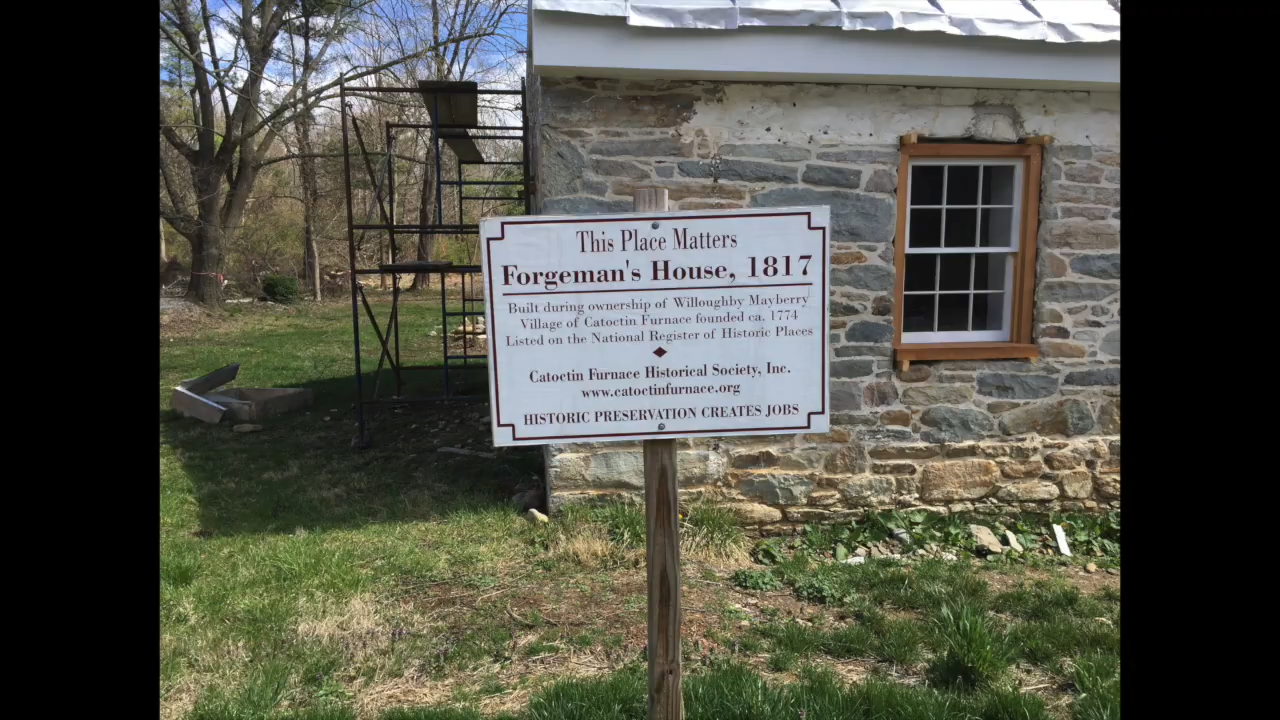 This Place Matters
Forgeman's House, 1817
Built during ownership of Willoughby Mayberry
Village of Catoctin Furnace founded ca. 1774
Listed on the National Register of Historic Places
Catoctin Furnace Historical Society, Inc.
www.catoctinfurnace.org
HISTORIC PRESERVATION CREATES JOBS